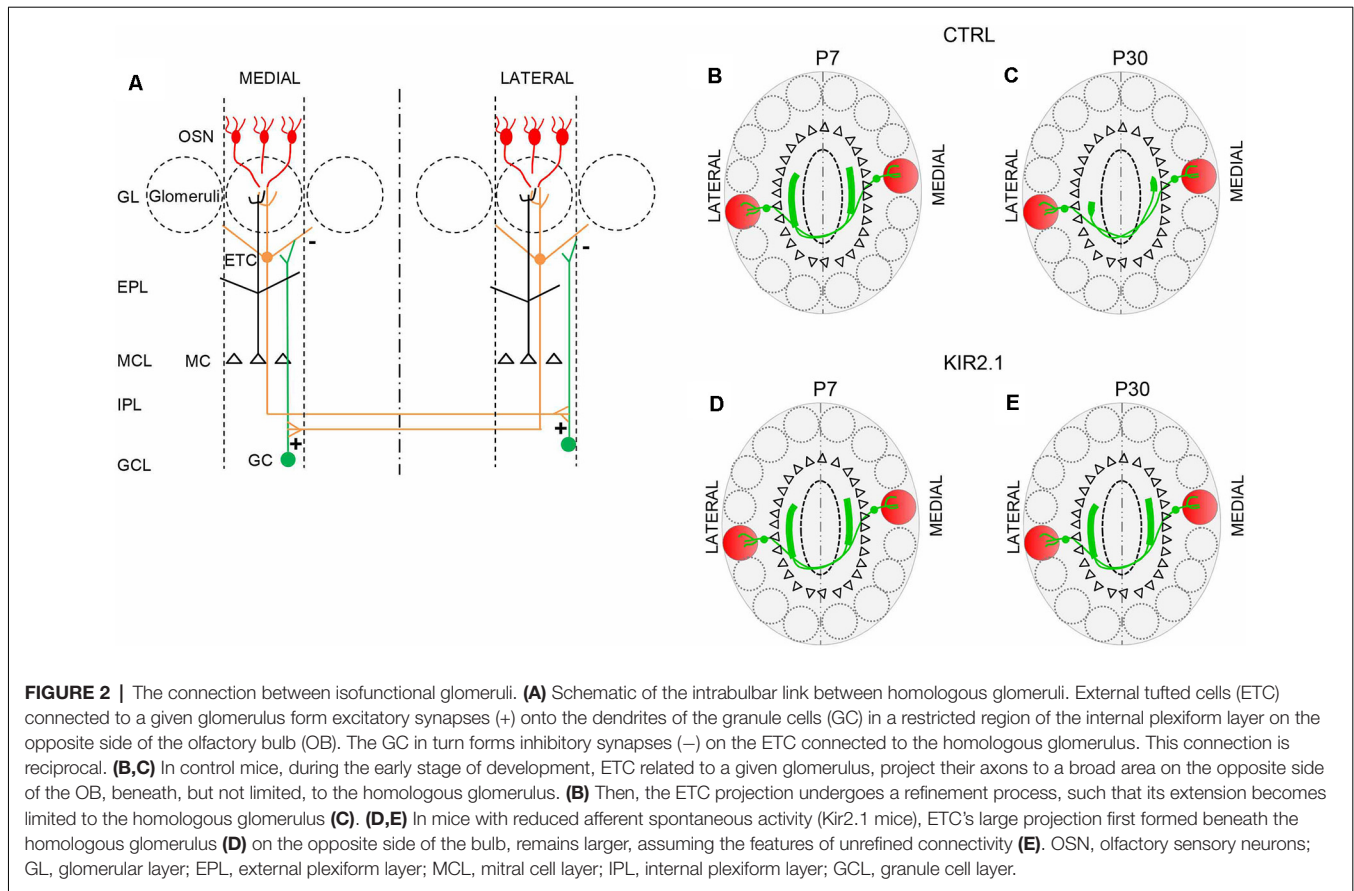 A
MEDIAL
LATERAL
OSN
GL
Glomeruli
-
-
ETC
EPL
MCL
MC
IPL
+
+
GCL
GC
CTRL
B
P7
C
P30
LATERAL
MEDIAL
LATERAL
MEDIAL
KIR2.1
D
P7
E
P30
LATERAL
MEDIAL
LATERAL
MEDIAL
FIGURE 2 | The connection between isofunctional glomeruli. (A) Schematic of the intrabulbar link between homologous glomeruli. External tufted cells (ETC)
connected to a given glomerulus form excitatory synapses (+) onto the dendrites of the granule cells (GC) in a restricted region of the internal plexiform layer on the
opposite side of the olfactory bulb (OB). The GC in turn forms inhibitory synapses (−) on the ETC connected to the homologous glomerulus. This connection is
reciprocal. (B,C) In control mice, during the early stage of development, ETC related to a given glomerulus, project their axons to a broad area on the opposite side
of the OB, beneath, but not limited, to the homologous glomerulus. (B) Then, the ETC projection undergoes a refinement process, such that its extension becomes
limited to the homologous glomerulus (C). (D,E) In mice with reduced afferent spontaneous activity (Kir2.1 mice), ETC's large projection first formed beneath the
homologous glomerulus (D) on the opposite side of the bulb, remains larger, assuming the features of unrefined connectivity (E). OSN, olfactory sensory neurons;
GL, glomerular layer; EPL, external plexiform layer; MCL, mitral cell layer; IPL, internal plexiform layer; GCL, granule cell layer.